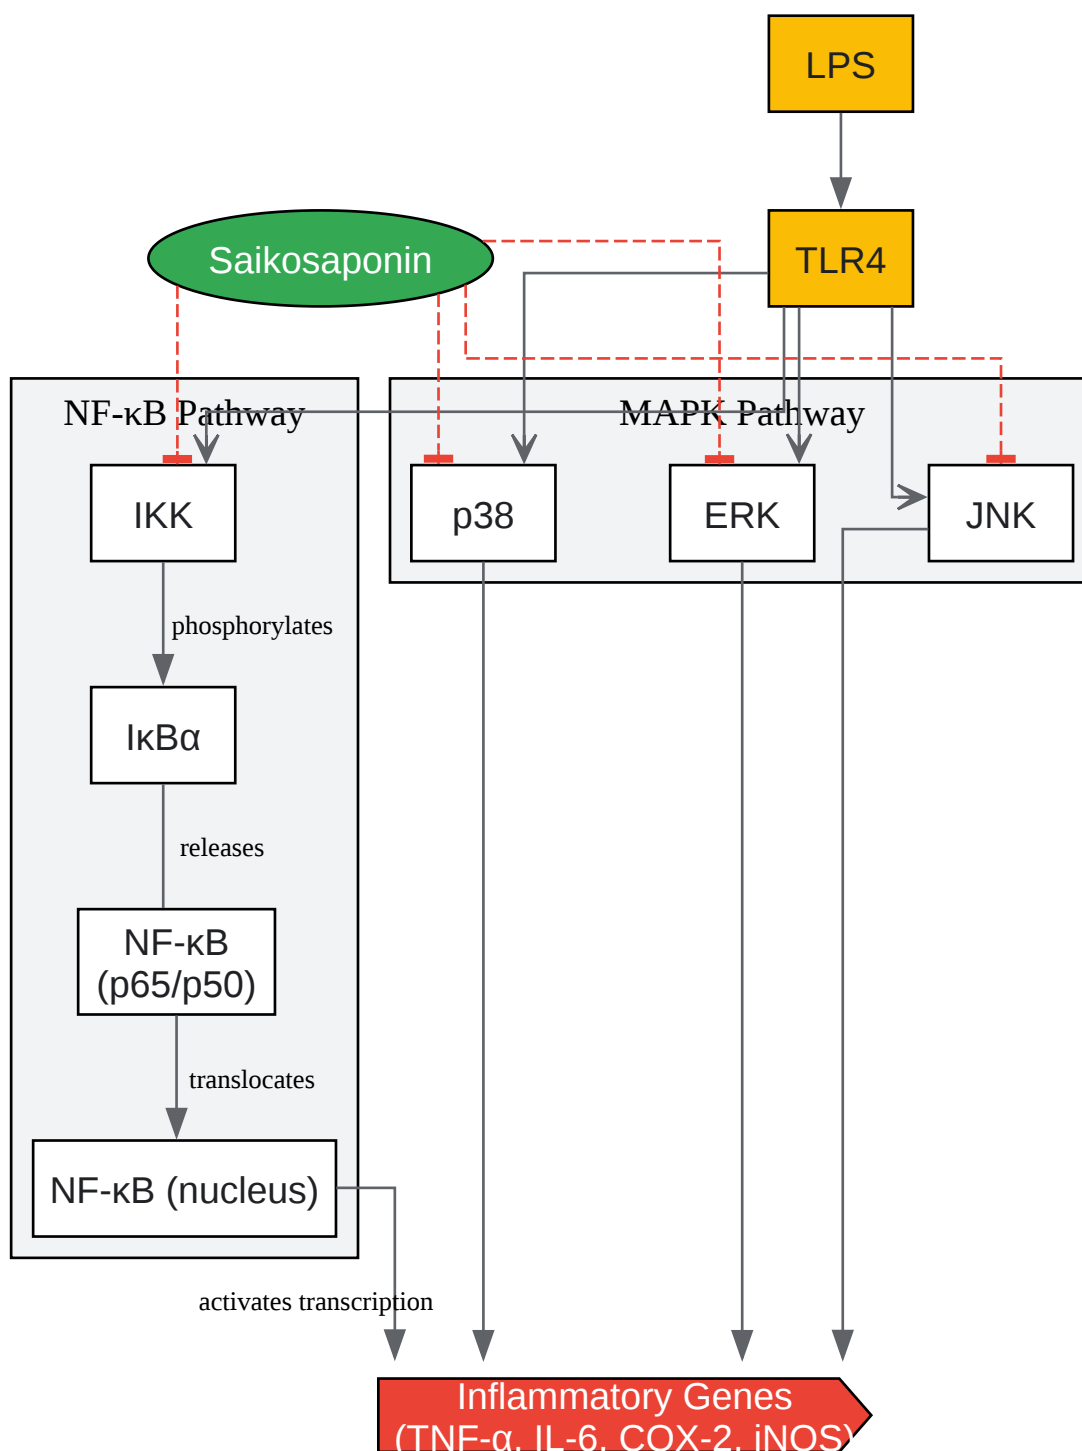 LPS
Saikosaponin
TLR4
NF-κB Pathway
MAPK Pathway
IKK
p38
ERK
JNK
phosphorylates
IκBα
releases
NF-κB
(p65/p50)
translocates
NF-κB (nucleus)
activates transcription
Inflammatory Genes
(TNF-α, IL-6, COX-2, iNOS)